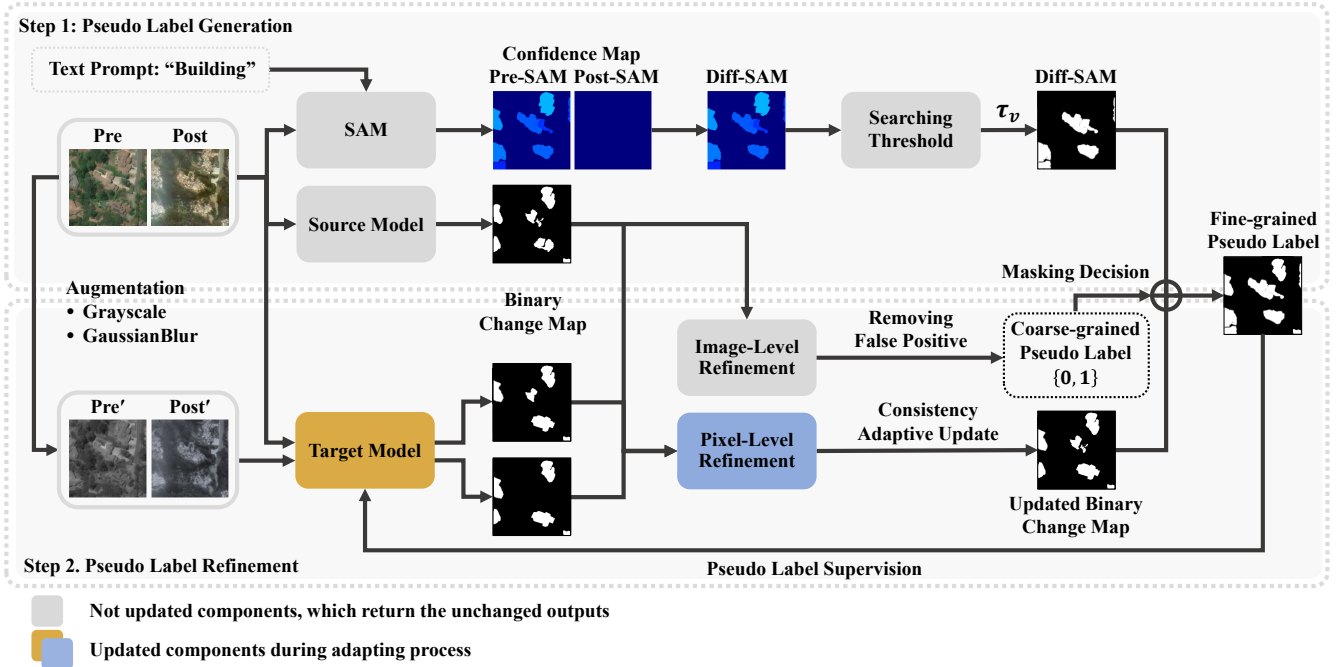 Step 1: Pseudo Label Generation
Text Prompt: “Building”
Confidence Map
Pre-SAM Post-SAM
Diff-SAM
Diff-SAM
Pre
Post
SAM
Searching
Threshold
τ_v
Source Model
Fine-grained
Pseudo Label
Masking Decision
Augmentation
• Grayscale
• GaussianBlur
Binary
Change Map
Image-Level
Refinement
Removing
False Positive
Coarse-grained
Pseudo Label
{0, 1}
Pre′
Post′
Target Model
Pixel-Level
Refinement
Consistency
Adaptive Update
Updated Binary
Change Map
Step 2. Pseudo Label Refinement
Pseudo Label Supervision
Not updated components, which return the unchanged outputs
Updated components during adapting process